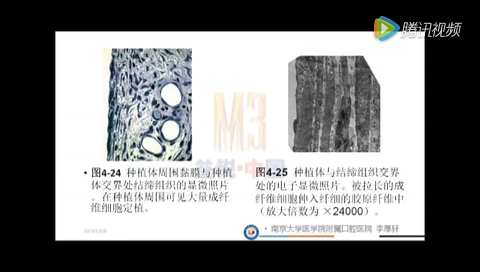 腾讯视频
M3
• 图4-24 种植体周围黏膜与种植
体交界处结缔组织的显微照片
。在种植体周围可见大量成纤
维细胞定植。
• 图4-25 种植体与结缔组织交界
处的电子显微照片。被拉长的成
纤维细胞伸入纤细的胶原纤维中
(放大倍数为 ×24000)。
南京大学医学院附属口腔医院 李厚轩